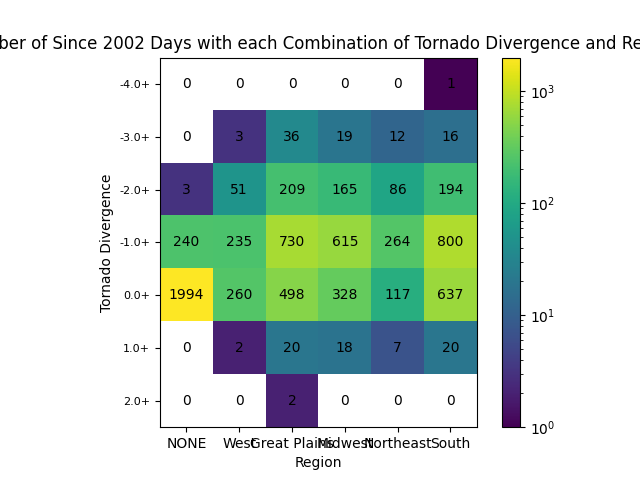 ber of Since 2002 Days with each Combination of Tornado Divergence and Re
-4.0+ 0 0 0 0 0 1
-3.0+ 0 3 36 19 12 16
-2.0+ 3 51 209 165 86 194
-1.0+ 240 235 730 615 264 800
0.0+ 1994 260 498 328 117 637
1.0+ 0 2 20 18 7 20
2.0+ 0 0 2 0 0 0
NONE West Great Plains Midwest Northeast South
Region
Tornado Divergence
10³
10²
10¹
10⁰